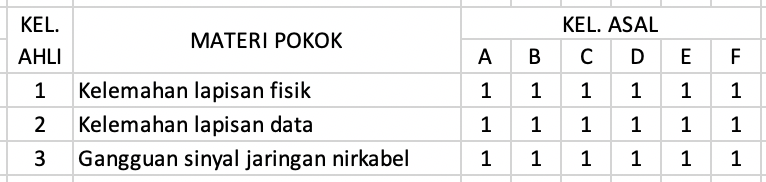 KEL. AHLI MATERI POKOK KEL. ASAL
A B C D E F
1 Kelemahan lapisan fisik 1 1 1 1 1 1
2 Kelemahan lapisan data 1 1 1 1 1 1
3 Gangguan sinyal jaringan nirkabel 1 1 1 1 1 1